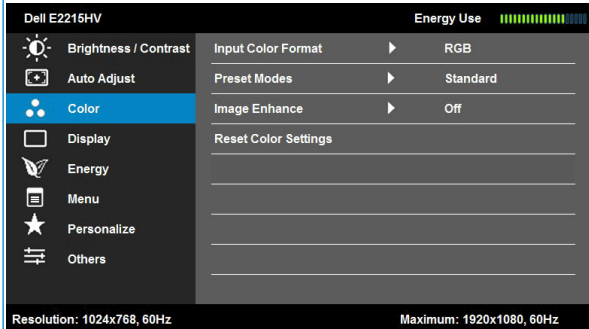 Dell E2215HV Energy Use
Brightness / Contrast Input Color Format RGB
Auto Adjust Preset Modes Standard
Color Image Enhance Off
Display Reset Color Settings
Energy
Menu
Personalize
Others
Resolution: 1024x768, 60Hz Maximum: 1920x1080, 60Hz